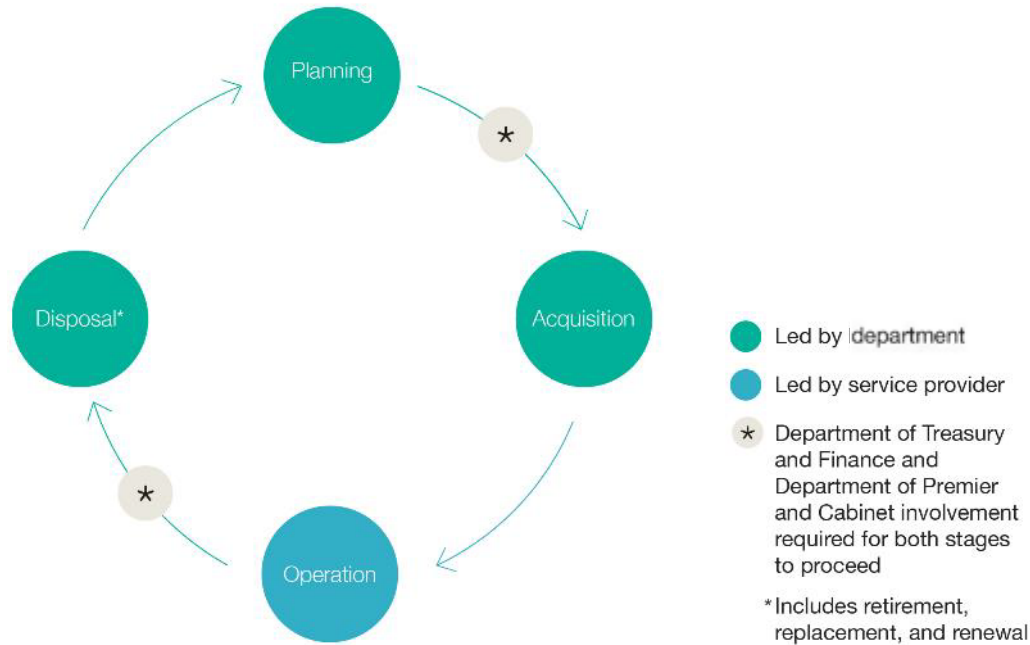 Planning
*
Disposal*
Acquisition
*
Operation
Led by department
Led by service provider
* Department of Treasury
and Finance and
Department of Premier
and Cabinet involvement
required for both stages
to proceed
*Includes retirement,
replacement, and renewal